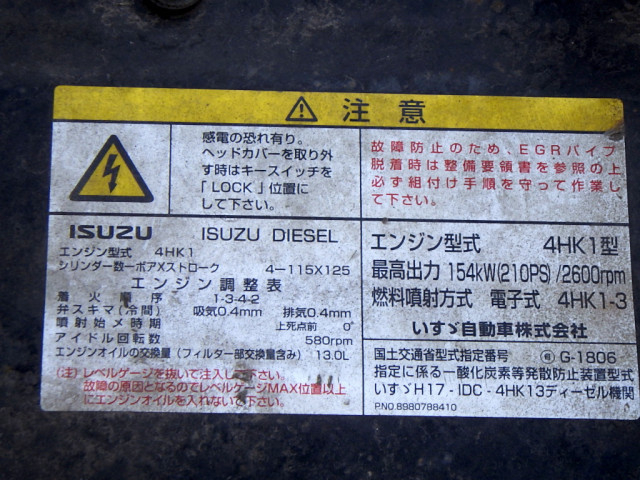 ⚠ 注意
感電の恐れ有り。
ヘッドカバーを取り外
す時はキースイッチを
「LOCK」位置に
して下さい。
故障防止のため、EGRパイプ
脱着時は整備要領書を参照の上
必ず組付け手順を守って作業し
て下さい。
ISUZU ISUZU DIESEL
エンジン型式 4HK1
シリンダー数ーボアXストローク 4－115X125
エンジン調整表
着火順序 1-3-4-2
弁スキマ(冷間) 吸気0.4mm 排気0.4mm
噴射始メ時期 上死点前 0°
アイドル回転数 580rpm
エンジンオイルの交換量(フィルター部交換量含み) 13.0L
(注)レベルゲージを抜いて注入して下さい。
故障の原因となるのでレベルゲージMAX位置以上
にエンジンオイルを入れないで下さい。
エンジン型式 4HK1型
最高出力 154kW(210PS)/2600rpm
燃料噴射方式 電子式 4HK1-3
いすゞ自動車株式会社
国土交通省型式指定番号 G-1806
指定に係る一酸化炭素等発散防止装置型式
いすゞH17-IDC-4HK13ディーゼル機関
P.NO.8980788410